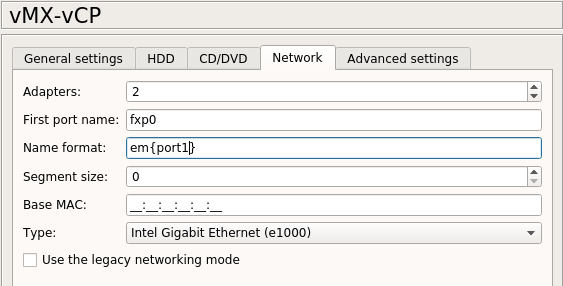 vMX-vCP
General settings HDD CD/DVD Network Advanced settings
Adapters: 2
First port name: fxp0
Name format: em{port1}
Segment size: 0
Base MAC: __:__:__:__:__:__
Type: Intel Gigabit Ethernet (e1000)
Use the legacy networking mode